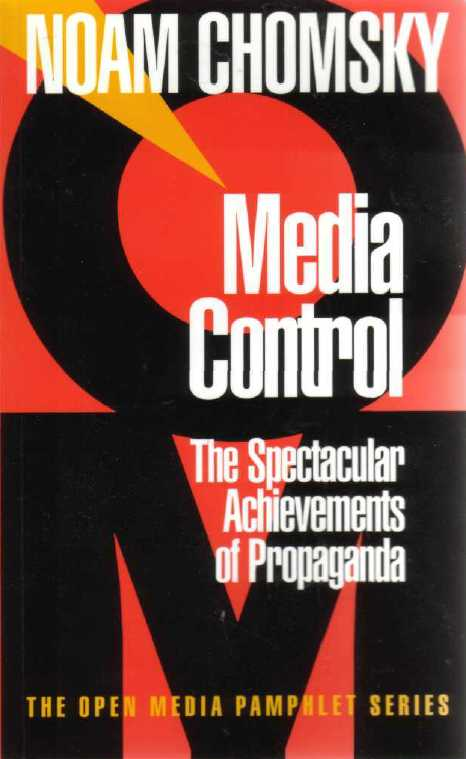 NOAM CHOMSKY
Media
Control
The Spectacular
Achievements
of Propaganda
THE OPEN MEDIA PAMPHLET SERIES